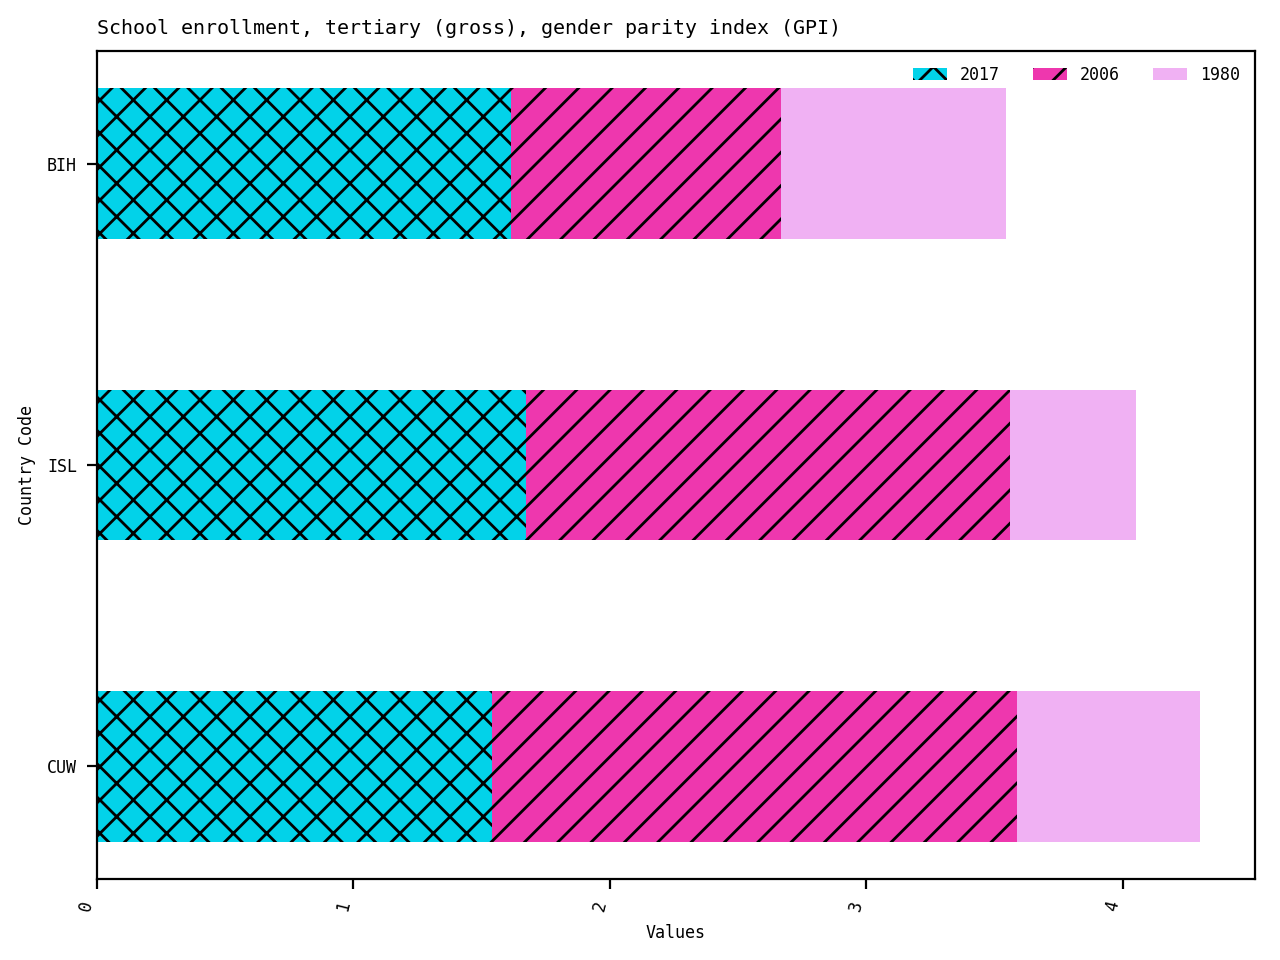 School enrollment, tertiary (gross), gender parity index (GPI)
2017 2006 1980
BIH
ISL
CUW
Country Code
0 1 2 3 4
Values